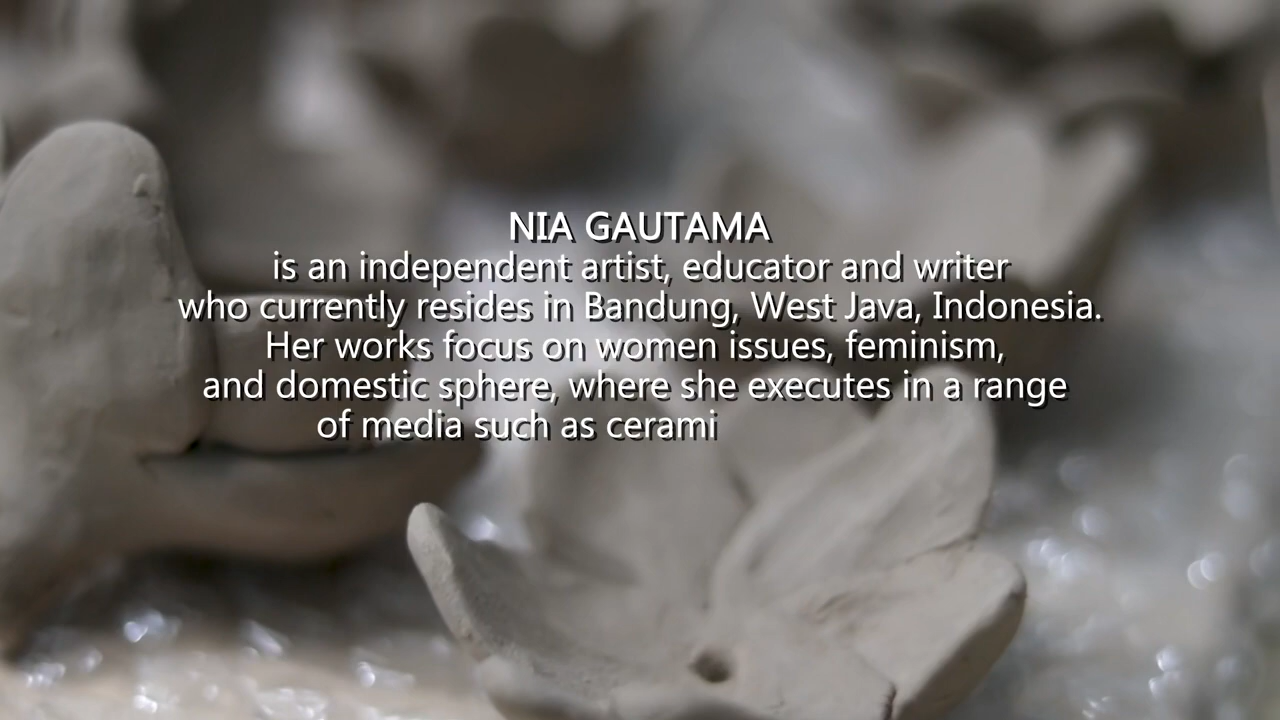 NIA GAUTAMA
is an independent artist, educator and writer
who currently resides in Bandung, West Java, Indonesia.
Her works focus on women issues, feminism,
and domestic sphere, where she executes in a range
of media such as cerami